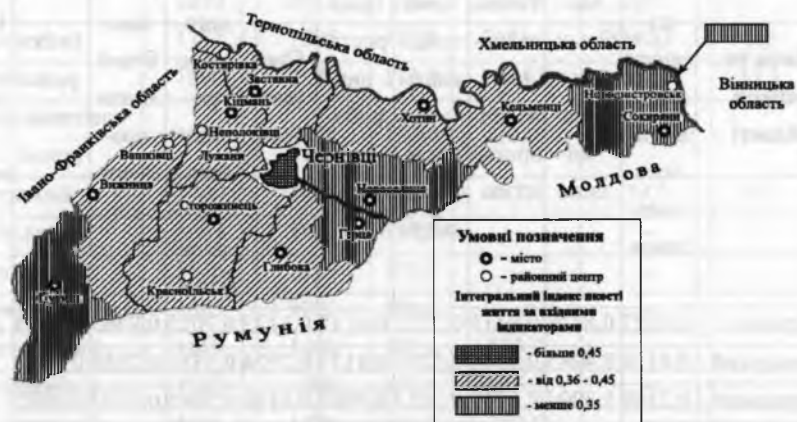 Тернопільська область
Хмельницька область
Вінницька
область
Івано-Франківська область
Костирівка
Заставна
Кіцмань
Неполоківці
Лужани
Вашківці
Вижниця
Чернівці
Хотин
Кельменці
Новодністровськ
Сокиряни
Молдова
Сторожинець
Новоселиця
Герца
Глибока
Красноїльськ
Путила
Румунія
Умовні позначення
- місто
- районний центр
Інтегральний індекс якості
життя за вхідними
індикаторами
- більше 0,45
- від 0,36 - 0,45
- менше 0,35